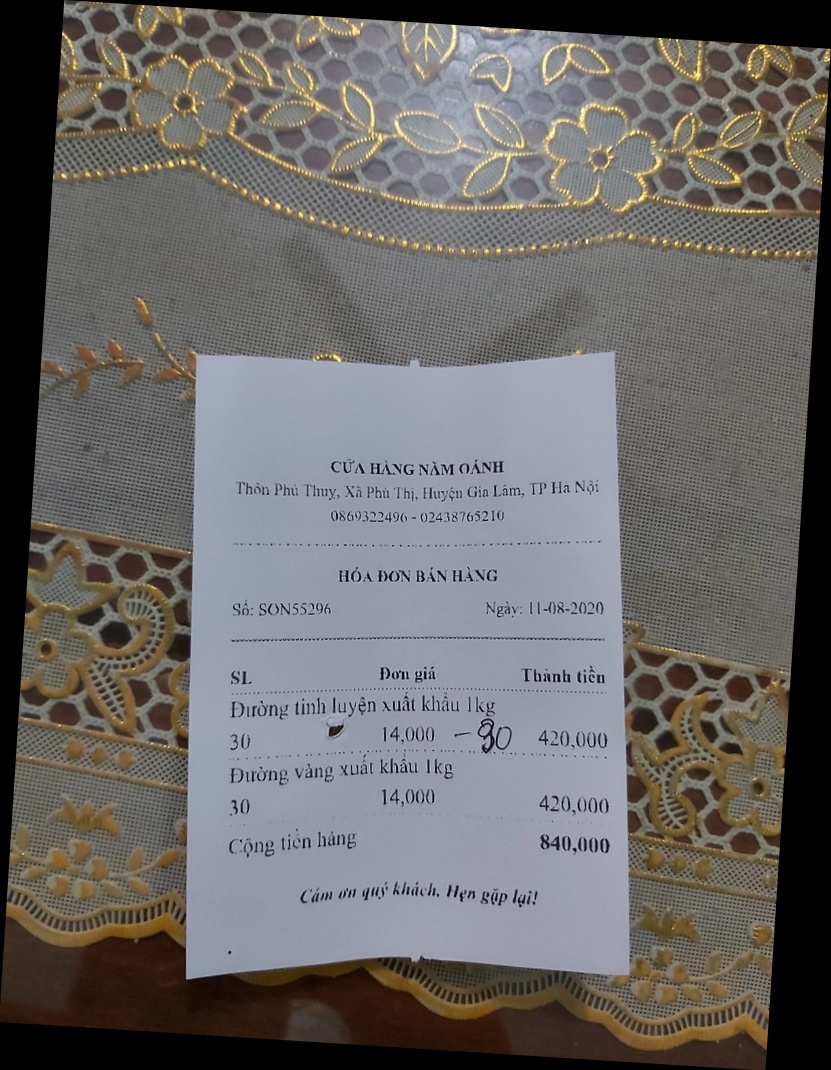 CỬA HÀNG NĂM OÁNH
Thôn Phú Thuỵ, Xã Phú Thị, Huyện Gia Lâm, TP Hà Nội
0869322496 - 02438765210
HÓA ĐƠN BÁN HÀNG
Số: SON55296 Ngày: 11-08-2020
SL Đơn giá Thành tiền
Đường tinh luyện xuất khẩu 1kg
30 14,000 - 30 420,000
Đường vàng xuất khẩu 1kg
30 14,000 420,000
Cộng tiền hàng 840,000
Cám ơn quý khách. Hẹn gặp lại!